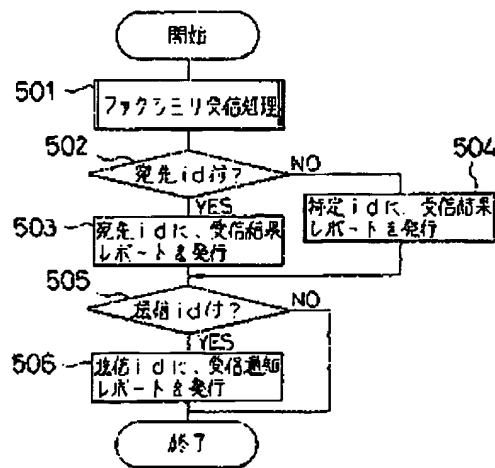 開始
501
ファクシミリ受信処理
502
宛先id付?
NO
504
YES
503
宛先idに、受信結果
レポートを発行
特定idに、受信結果
レポートを発行
505
送信id付?
NO
YES
506
送信idに、受信通知
レポートを発行
終了